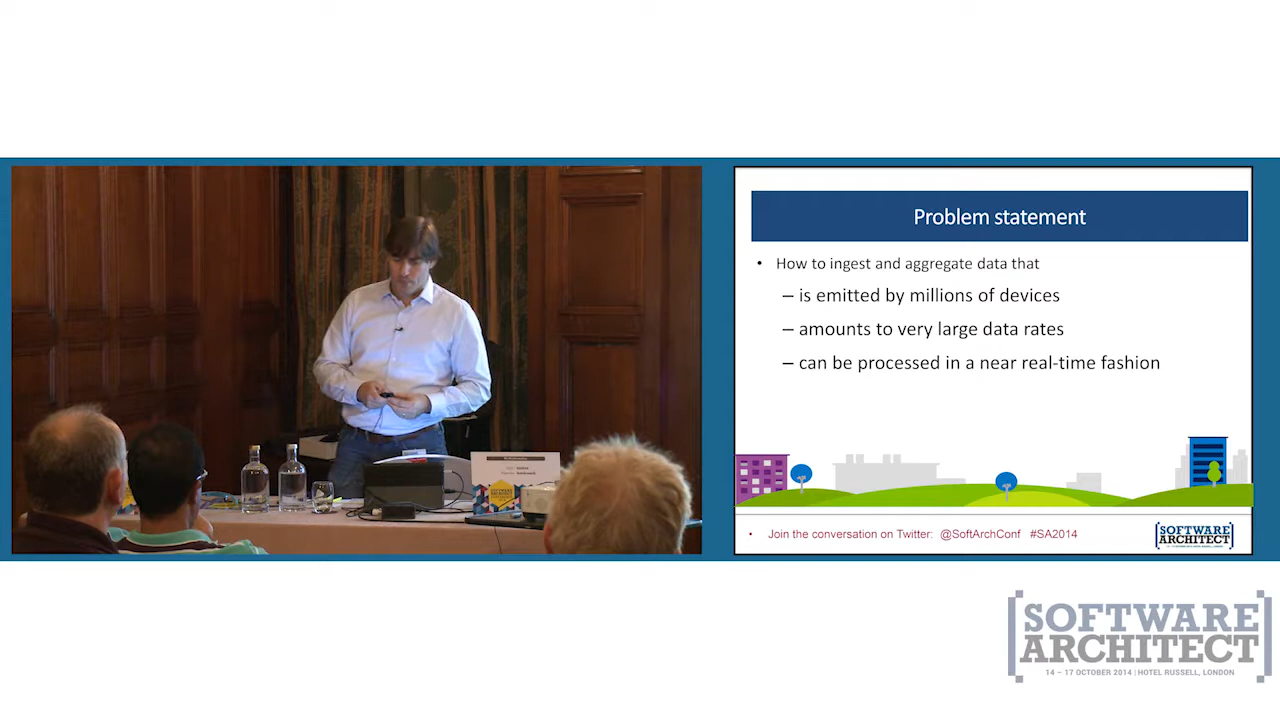 Problem statement
• How to ingest and aggregate data that
– is emitted by millions of devices
– amounts to very large data rates
– can be processed in a near real-time fashion
• Join the conversation on Twitter: @SoftArchConf #SA2014
[SOFTWARE
ARCHITECT]
SOFTWARE
ARCHITECT
[SOFTWARE
ARCHITECT]
14 – 17 OCTOBER 2014 | HOTEL RUSSELL, LONDON